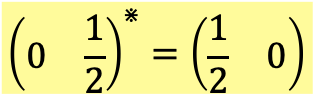 (0 1/2)※ = (1/2 0)